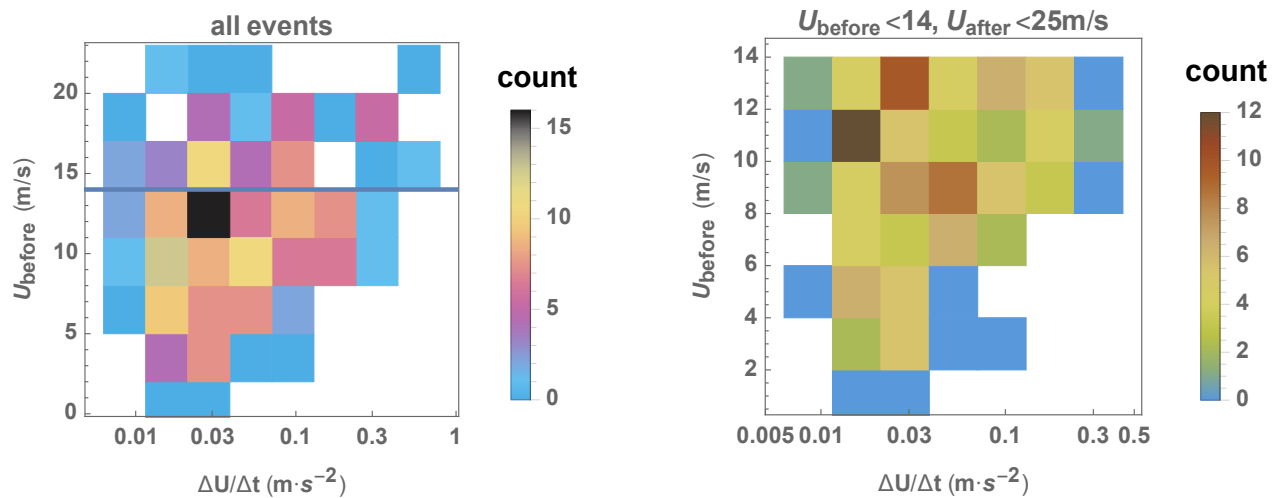 all events
count
U_before (m/s)
20
15
10
5
0
0.01 0.03 0.1 0.3 1
ΔU/Δt (m·s⁻²)
15
10
5
0
U_before <14, U_after <25m/s
count
U_before (m/s)
14
12
10
8
6
4
2
0.005 0.01 0.03 0.1 0.3 0.5
ΔU/Δt (m·s⁻²)
12
10
8
6
4
2
0